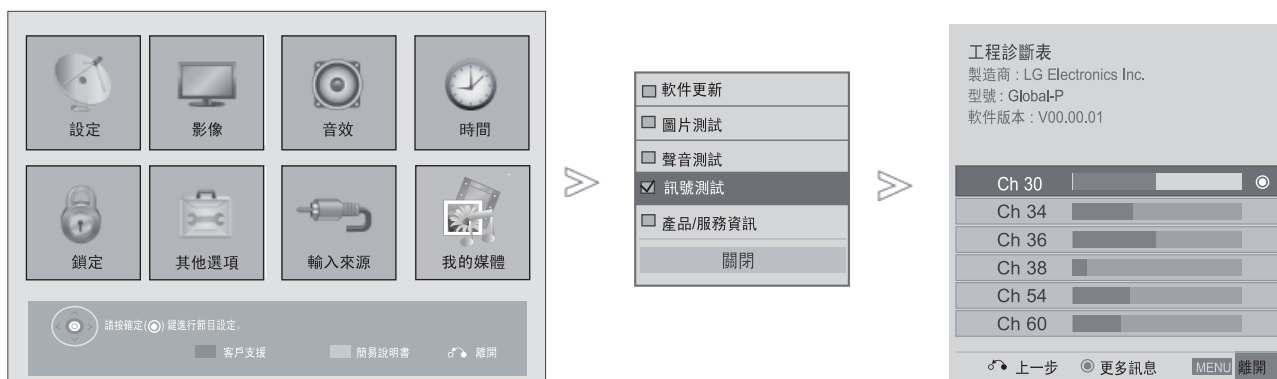 設定 影像 音效 時間
鎖定 其他選項 輸入來源 我的媒體
請按確定(◉) 鍵進行節目設定。
客戶支援 簡易說明書 離開
軟件更新
圖片測試
聲音測試
訊號測試
產品/服務資訊
關閉
工程診斷表
製造商 : LG Electronics Inc.
型號 : Global-P
軟件版本 : V00.00.01
Ch 30
Ch 34
Ch 36
Ch 38
Ch 54
Ch 60
上一步 ◉ 更多訊息 MENU 離開